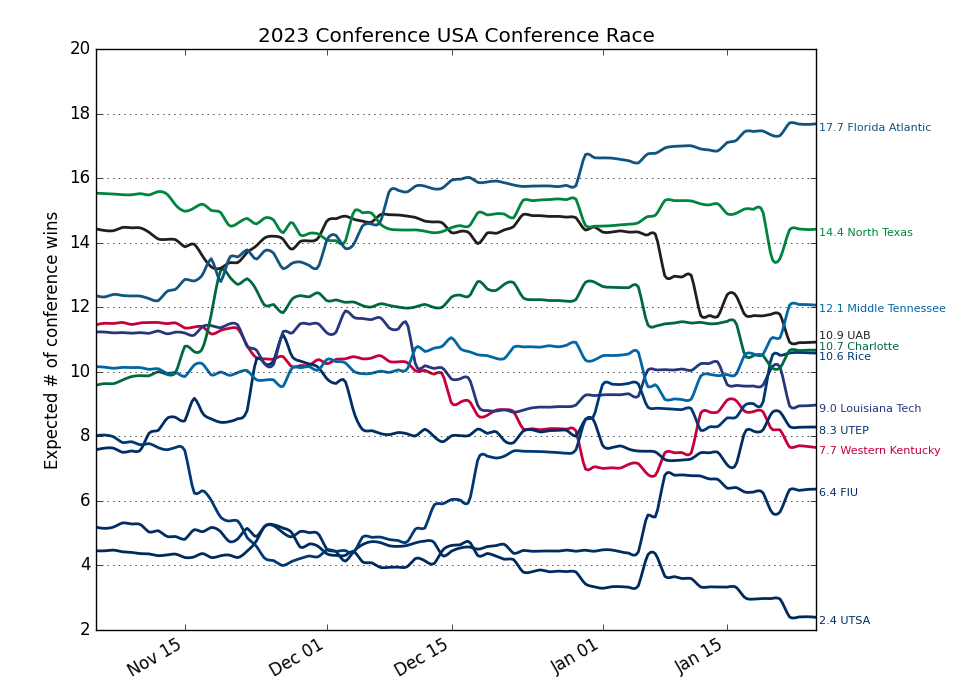 2023 Conference USA Conference Race
Expected # of conference wins
20
18
16
14
12
10
8
6
4
2
Nov 15
Dec 01
Dec 15
Jan 01
Jan 15
17.7 Florida Atlantic
14.4 North Texas
12.1 Middle Tennessee
10.9 UAB
10.7 Charlotte
10.6 Rice
9.0 Louisiana Tech
8.3 UTEP
7.7 Western Kentucky
6.4 FIU
2.4 UTSA